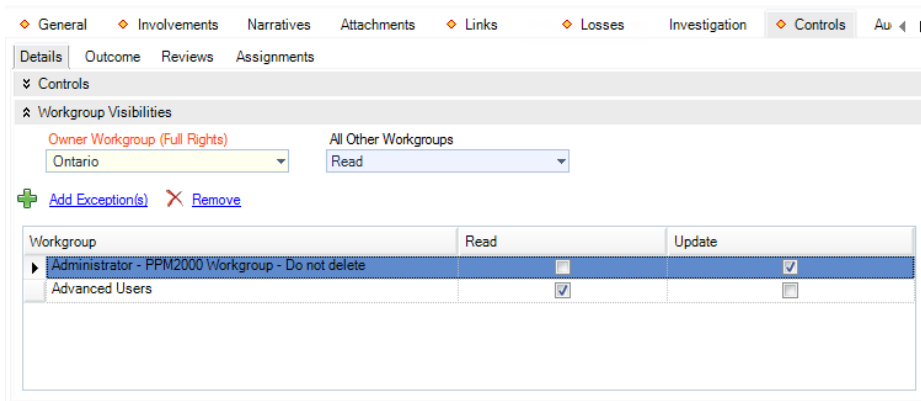 General Involvements Narratives Attachments Links Losses Investigation Controls
Details Outcome Reviews Assignments
Controls
Workgroup Visibilities
Owner Workgroup (Full Rights) All Other Workgroups
Ontario Read
Add Exception(s) Remove
Workgroup Read Update
Administrator - PPM2000 Workgroup - Do not delete
Advanced Users